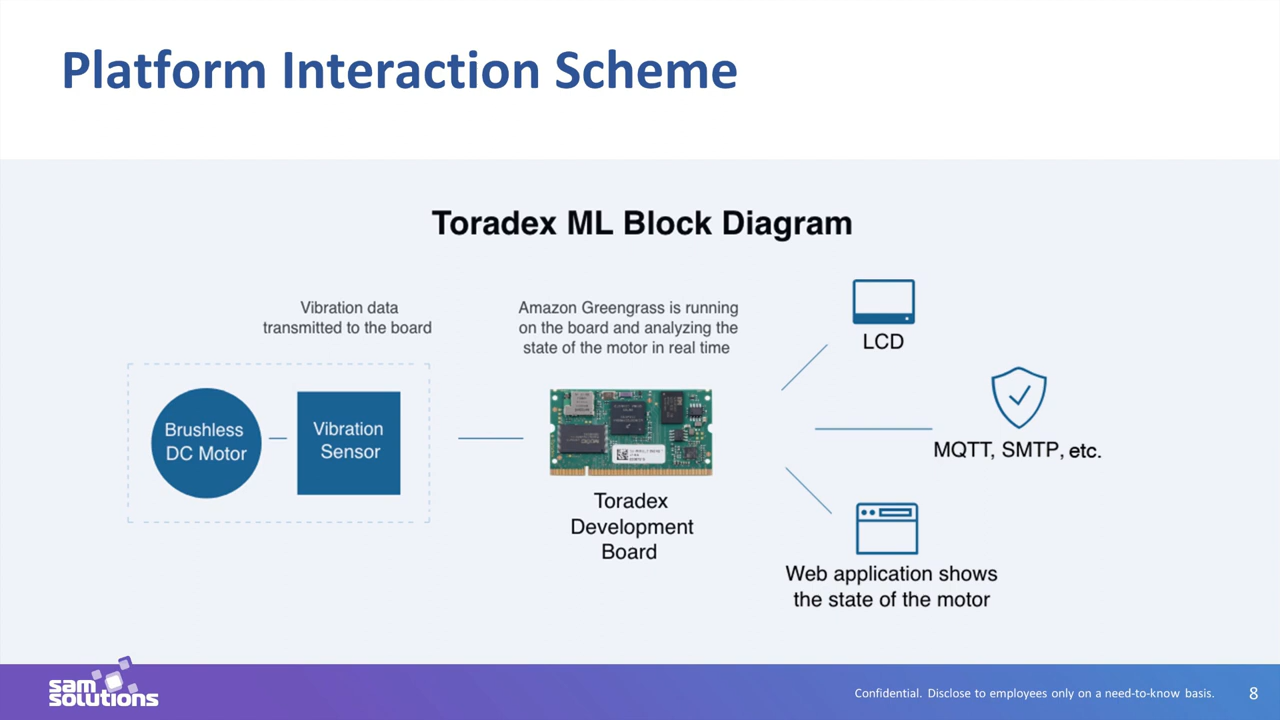 Platform Interaction Scheme
Toradex ML Block Diagram
Vibration data
transmitted to the board
Amazon Greengrass is running
on the board and analyzing the
state of the motor in real time
LCD
Brushless
DC Motor
Vibration
Sensor
MQTT, SMTP, etc.
Toradex
Development
Board
Web application shows
the state of the motor
sam
solutions
Confidential. Disclose to employees only on a need-to-know basis.
8